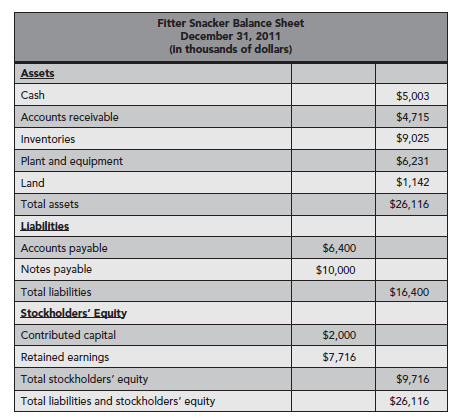 Fitter Snacker Balance Sheet
December 31, 2011
(in thousands of dollars)
Assets
Cash $5,003
Accounts receivable $4,715
Inventories $9,025
Plant and equipment $6,231
Land $1,142
Total assets $26,116
Liabilities
Accounts payable $6,400
Notes payable $10,000
Total liabilities $16,400
Stockholders' Equity
Contributed capital $2,000
Retained earnings $7,716
Total stockholders' equity $9,716
Total liabilities and stockholders' equity $26,116